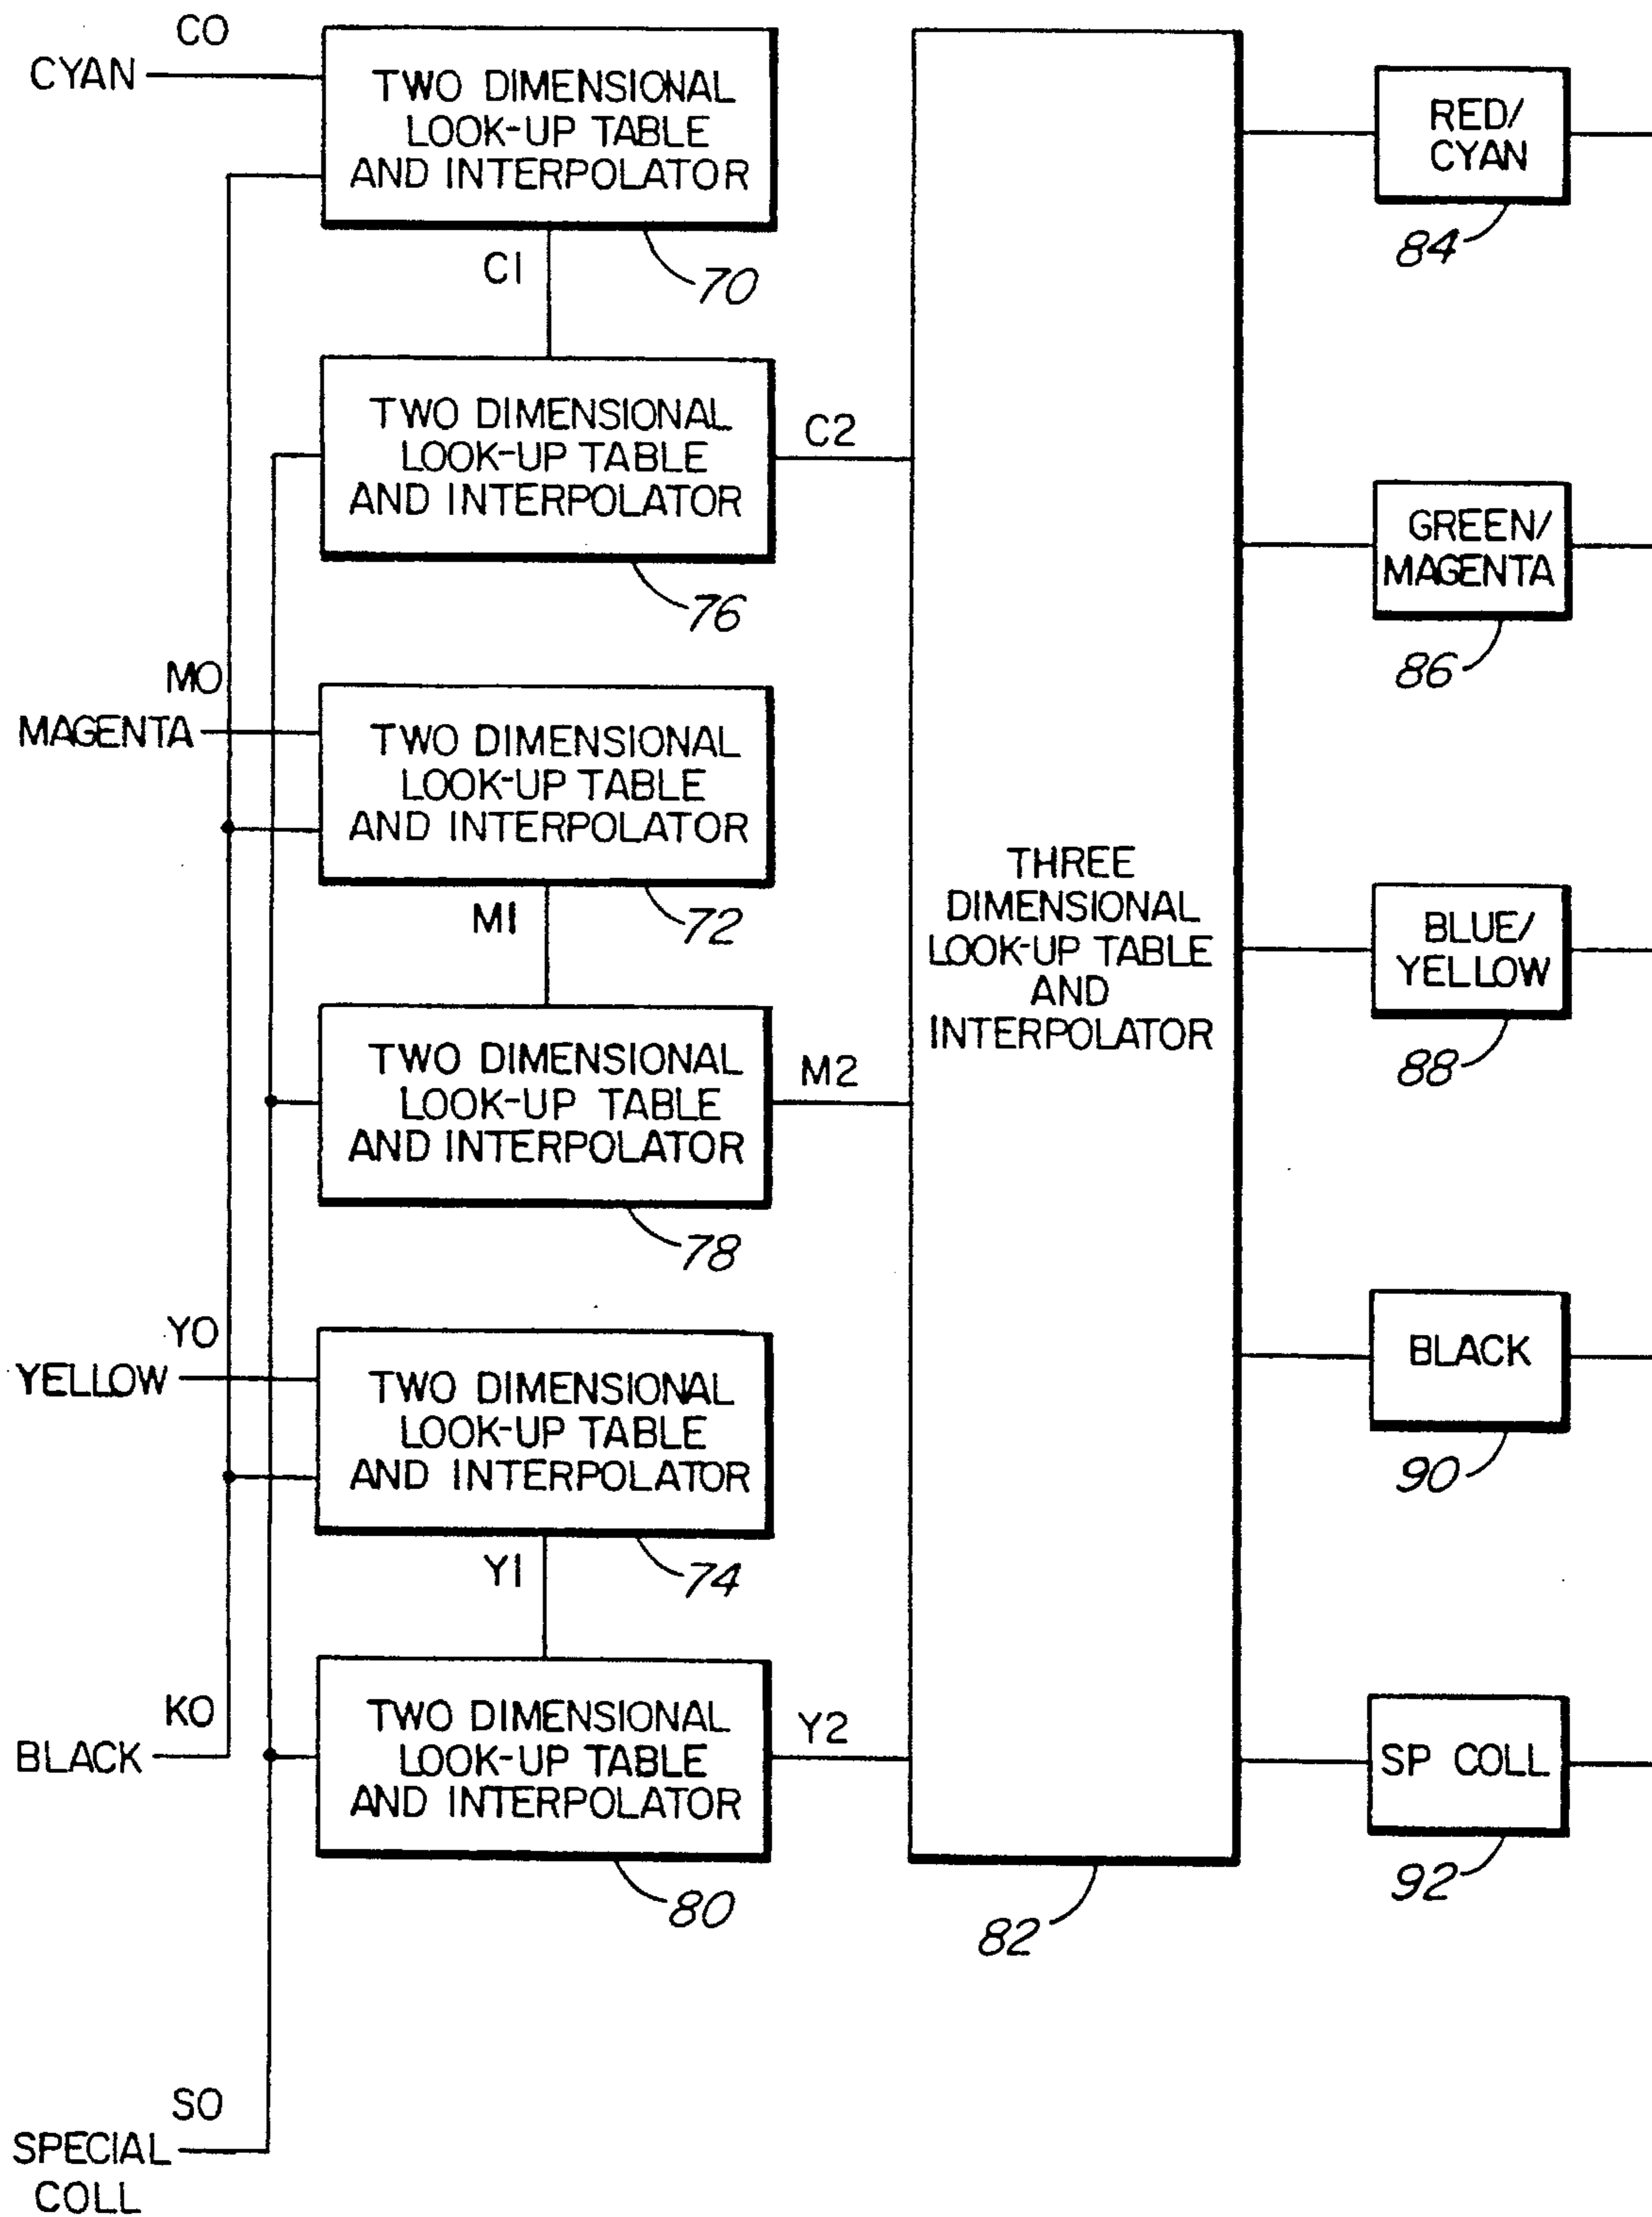 CO
CYAN
TWO DIMENSIONAL
LOOK-UP TABLE
AND INTERPOLATOR
70
C1
TWO DIMENSIONAL
LOOK-UP TABLE
AND INTERPOLATOR
76
C2
MO
MAGENTA
TWO DIMENSIONAL
LOOK-UP TABLE
AND INTERPOLATOR
72
M1
TWO DIMENSIONAL
LOOK-UP TABLE
AND INTERPOLATOR
78
M2
YO
YELLOW
TWO DIMENSIONAL
LOOK-UP TABLE
AND INTERPOLATOR
74
Y1
KO
BLACK
TWO DIMENSIONAL
LOOK-UP TABLE
AND INTERPOLATOR
80
Y2
SO
SPECIAL
COLL
THREE
DIMENSIONAL
LOOK-UP TABLE
AND
INTERPOLATOR
82
RED/
CYAN
84
GREEN/
MAGENTA
86
BLUE/
YELLOW
88
BLACK
90
SP COLL
92